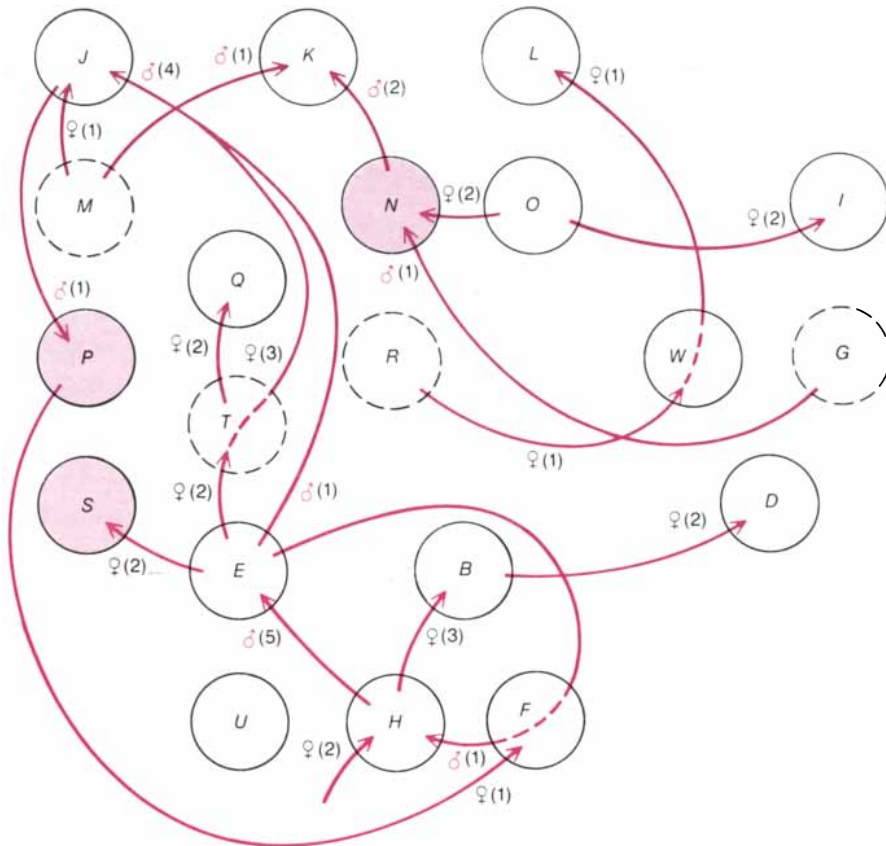 J ♂(4) ♂(1) K L ♀(1)
♂(2)
♀(1)
M N ♀(2) O ♀(2) I
♂(1)
Q
♂(1)
♀(2) ♀(3)
P R W G
T
♀(1)
♀(2) ♂(1)
S D
♀(2)
♀(2) E B
♂(5) ♀(3)
U H F
♀(2) ♂(1)
♀(1)